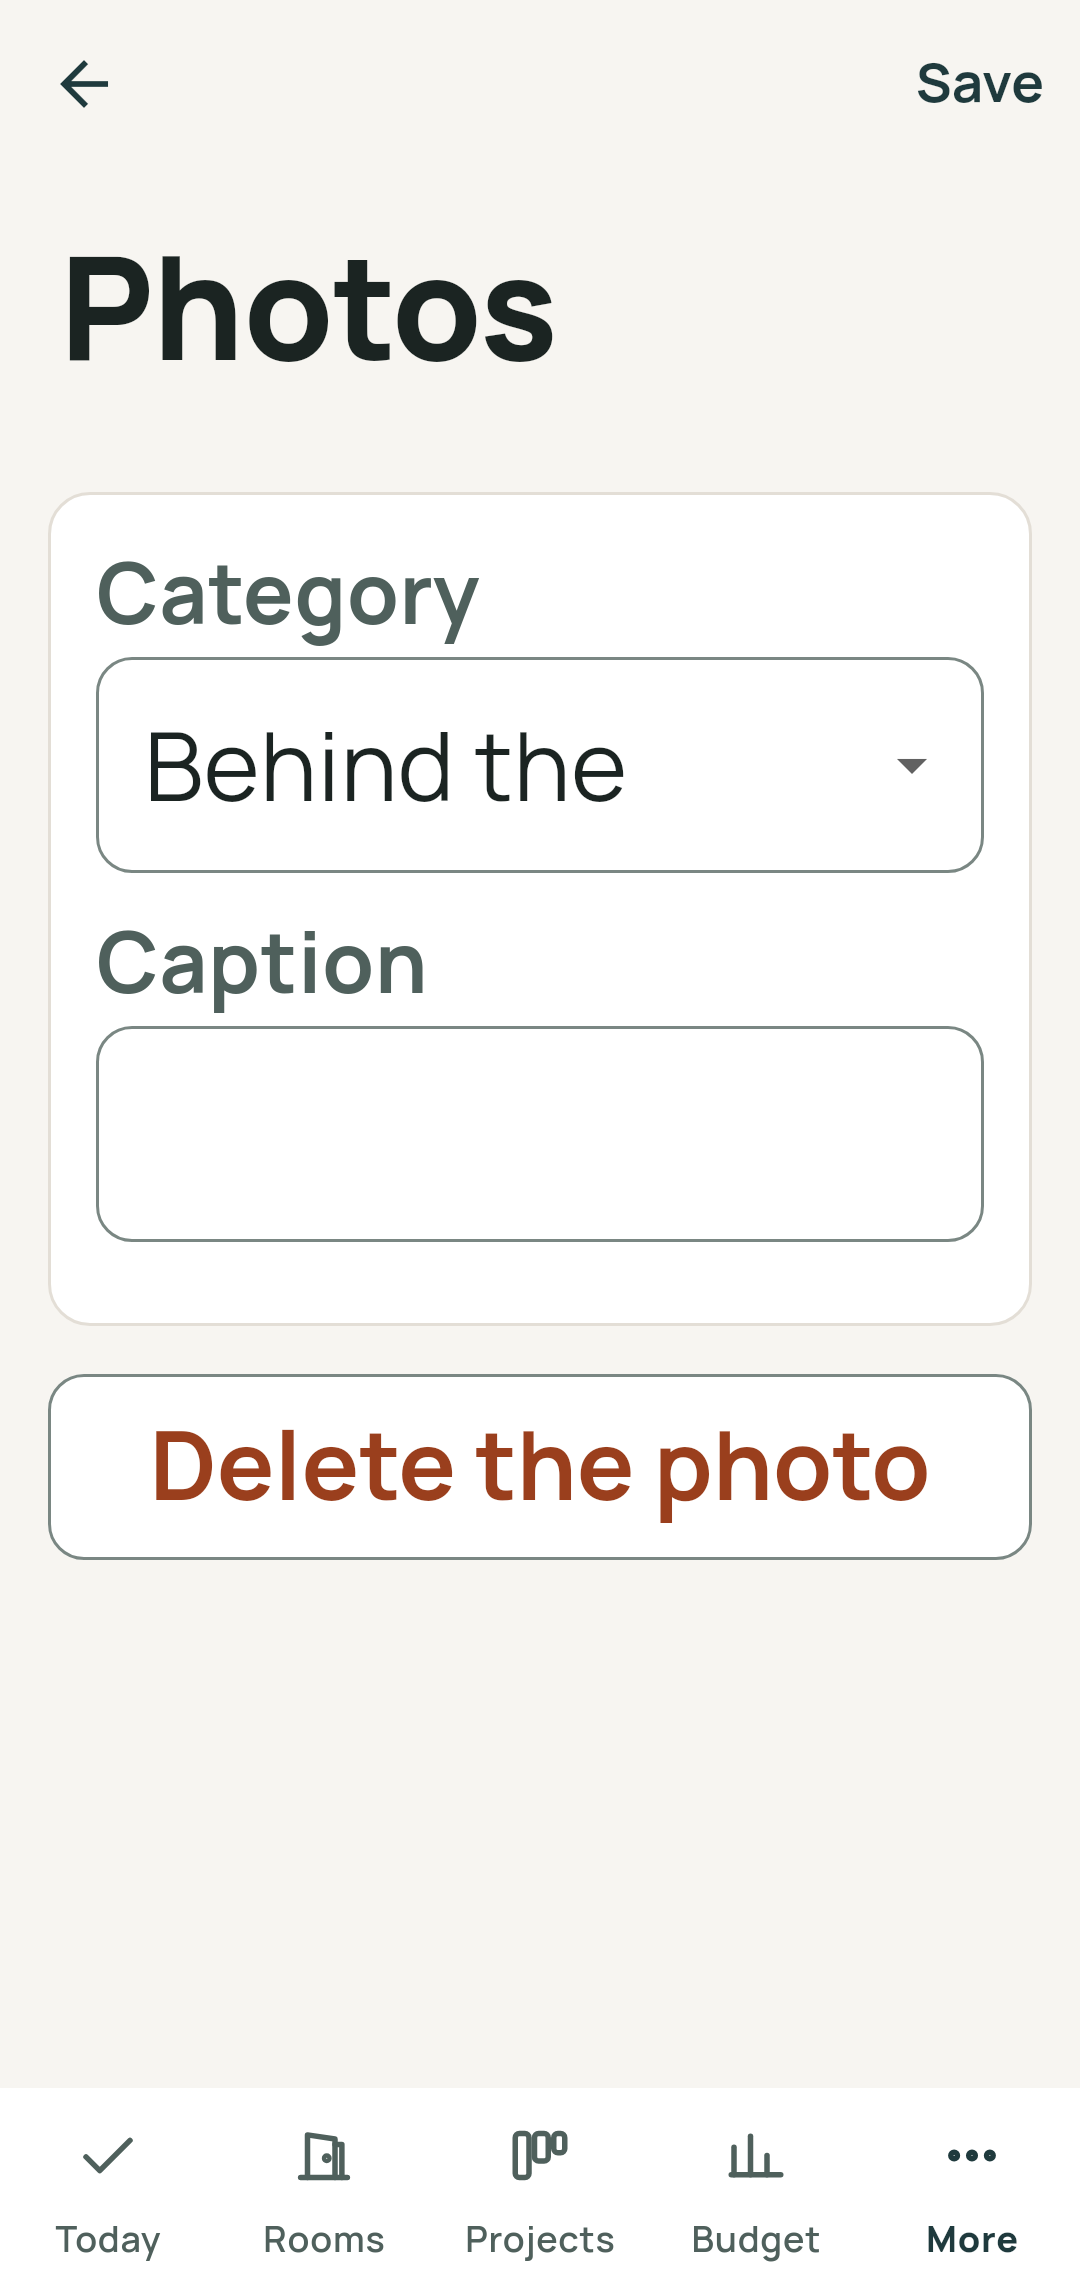 Save
Photos
Category
Behind the
Caption
Delete the photo
Today
Rooms
Projects
Budget
More